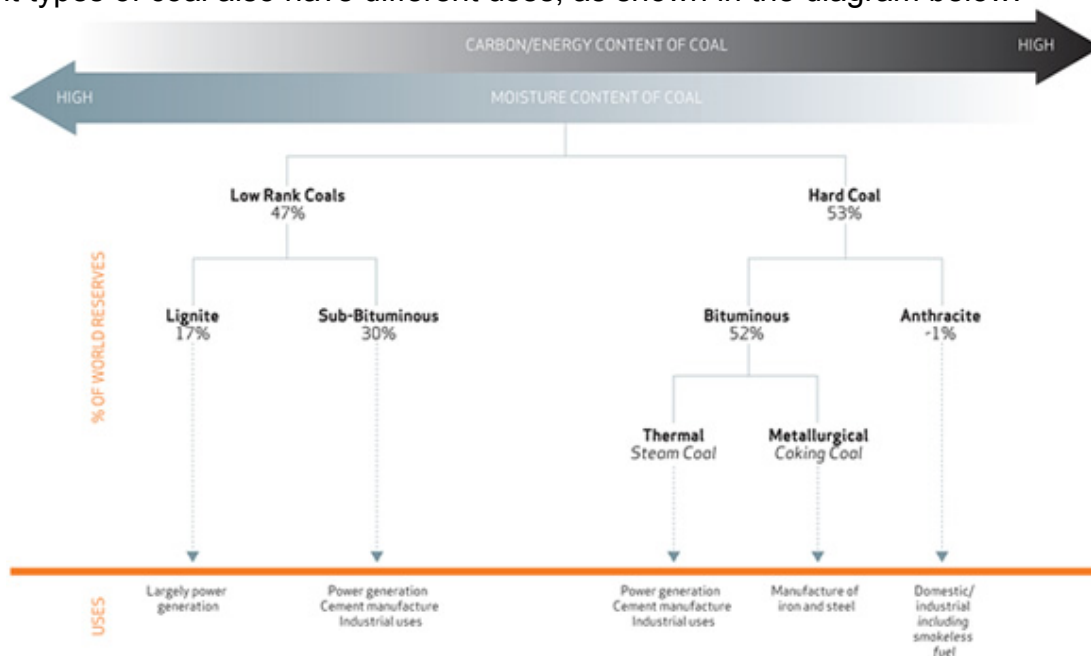 t types of coal also have different uses, as shown in the diagram below.
CARBON/ENERGY CONTENT OF COAL
HIGH
HIGH
MOISTURE CONTENT OF COAL
Low Rank Coals
47%
Hard Coal
53%
% OF WORLD RESERVES
Lignite
17%
Sub-Bituminous
30%
Bituminous
52%
Anthracite
-1%
Thermal
Steam Coal
Metallurgical
Coking Coal
USES
Largely power
generation
Power generation
Cement manufacture
Industrial uses
Power generation
Cement manufacture
Industrial uses
Manufacture of
iron and steel
Domestic/
industrial
including
smokeless
fuel